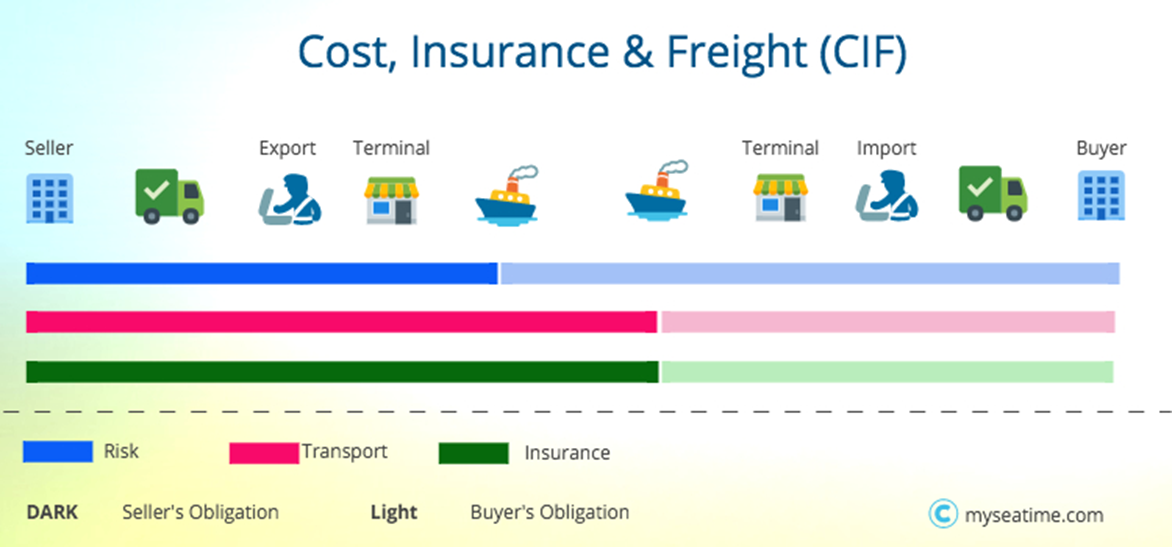 Cost, Insurance & Freight (CIF)
Seller Export Terminal Terminal Import Buyer
Risk Transport Insurance
DARK Seller's Obligation Light Buyer's Obligation
C myseatime.com